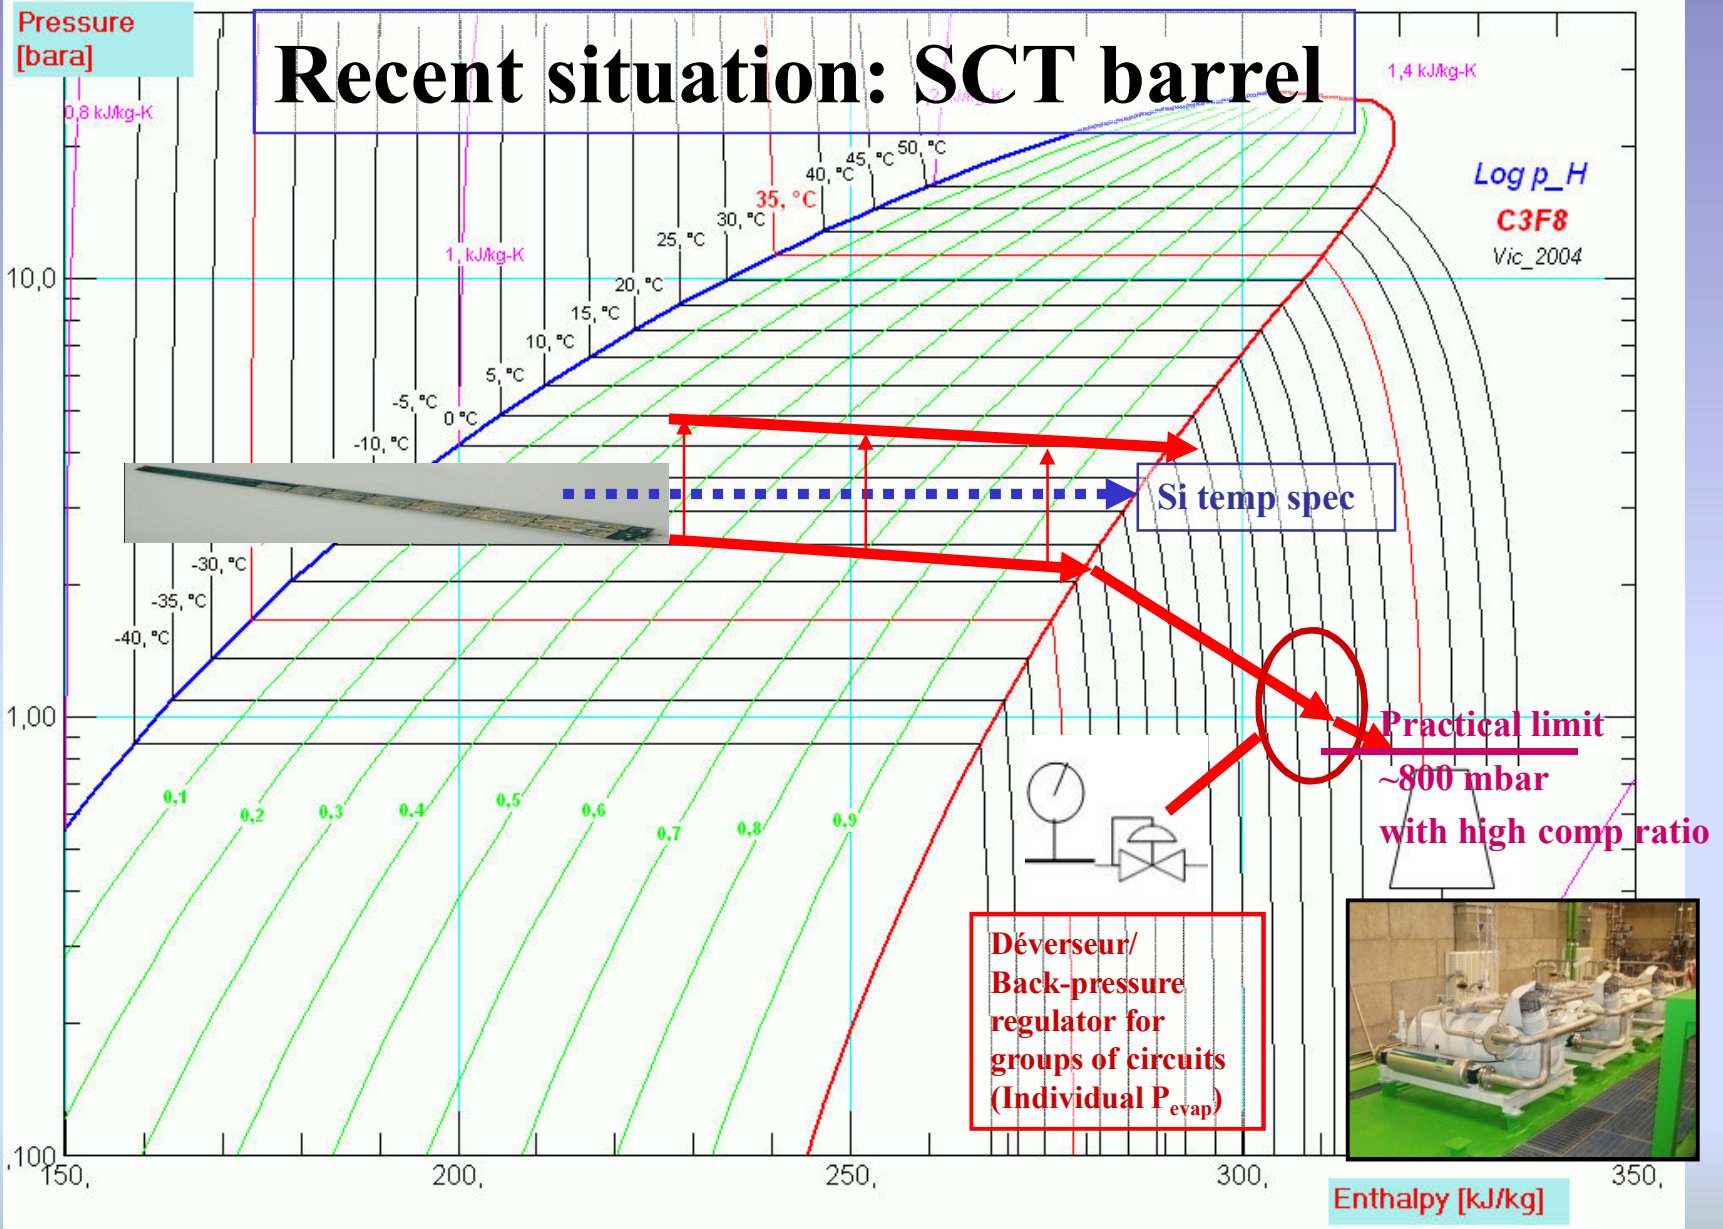 Pressure
[bara]
Recent situation: SCT barrel
1,4 kJ/kg-K
0,8 kJ/kg-K
50, °C
45, °C
40, °C
Log p_H
35, °C
C3F8
30, °C
25, °C
Vic_2004
1, kJ/kg-K
10,0
20, °C
15, °C
10, °C
5, °C
-5, °C
0 °C
-10, °C
Si temp spec
-30, °C
-35, °C
-40, °C
1,00
Practical limit
~800 mbar
with high comp ratio
0,1
0,2
0,3
0,4
0,5
0,6
0,7
0,8
0,9
Déverseur/
Back-pressure
regulator for
groups of circuits
(Individual Pevap)
,100
150,
200,
250,
300,
350,
Enthalpy [kJ/kg]